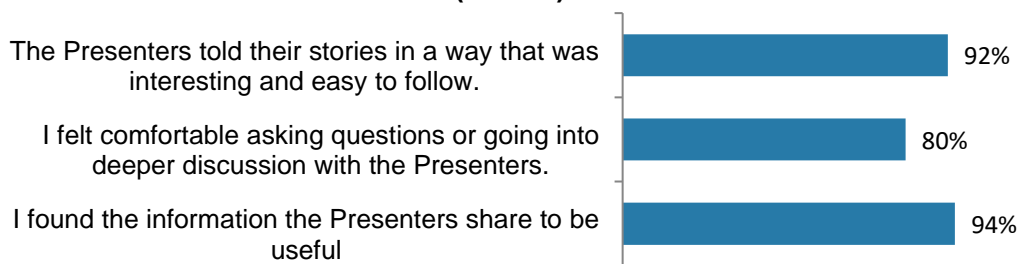 The Presenters told their stories in a way that was
interesting and easy to follow.
92%
I felt comfortable asking questions or going into
deeper discussion with the Presenters.
80%
I found the information the Presenters share to be
useful
94%